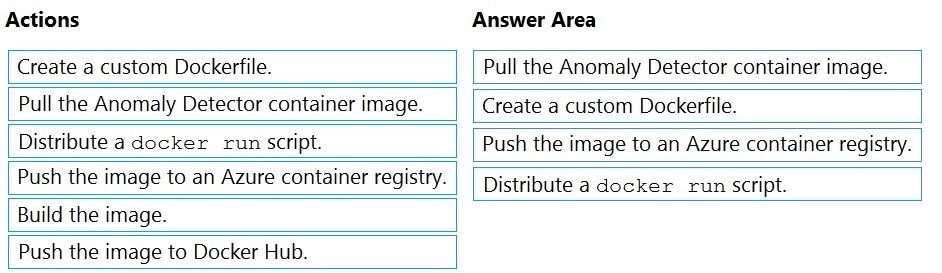 Actions
Create a custom Dockerfile.
Pull the Anomaly Detector container image.
Distribute a docker run script.
Push the image to an Azure container registry.
Build the image.
Push the image to Docker Hub.
Answer Area
Pull the Anomaly Detector container image.
Create a custom Dockerfile.
Push the image to an Azure container registry.
Distribute a docker run script.